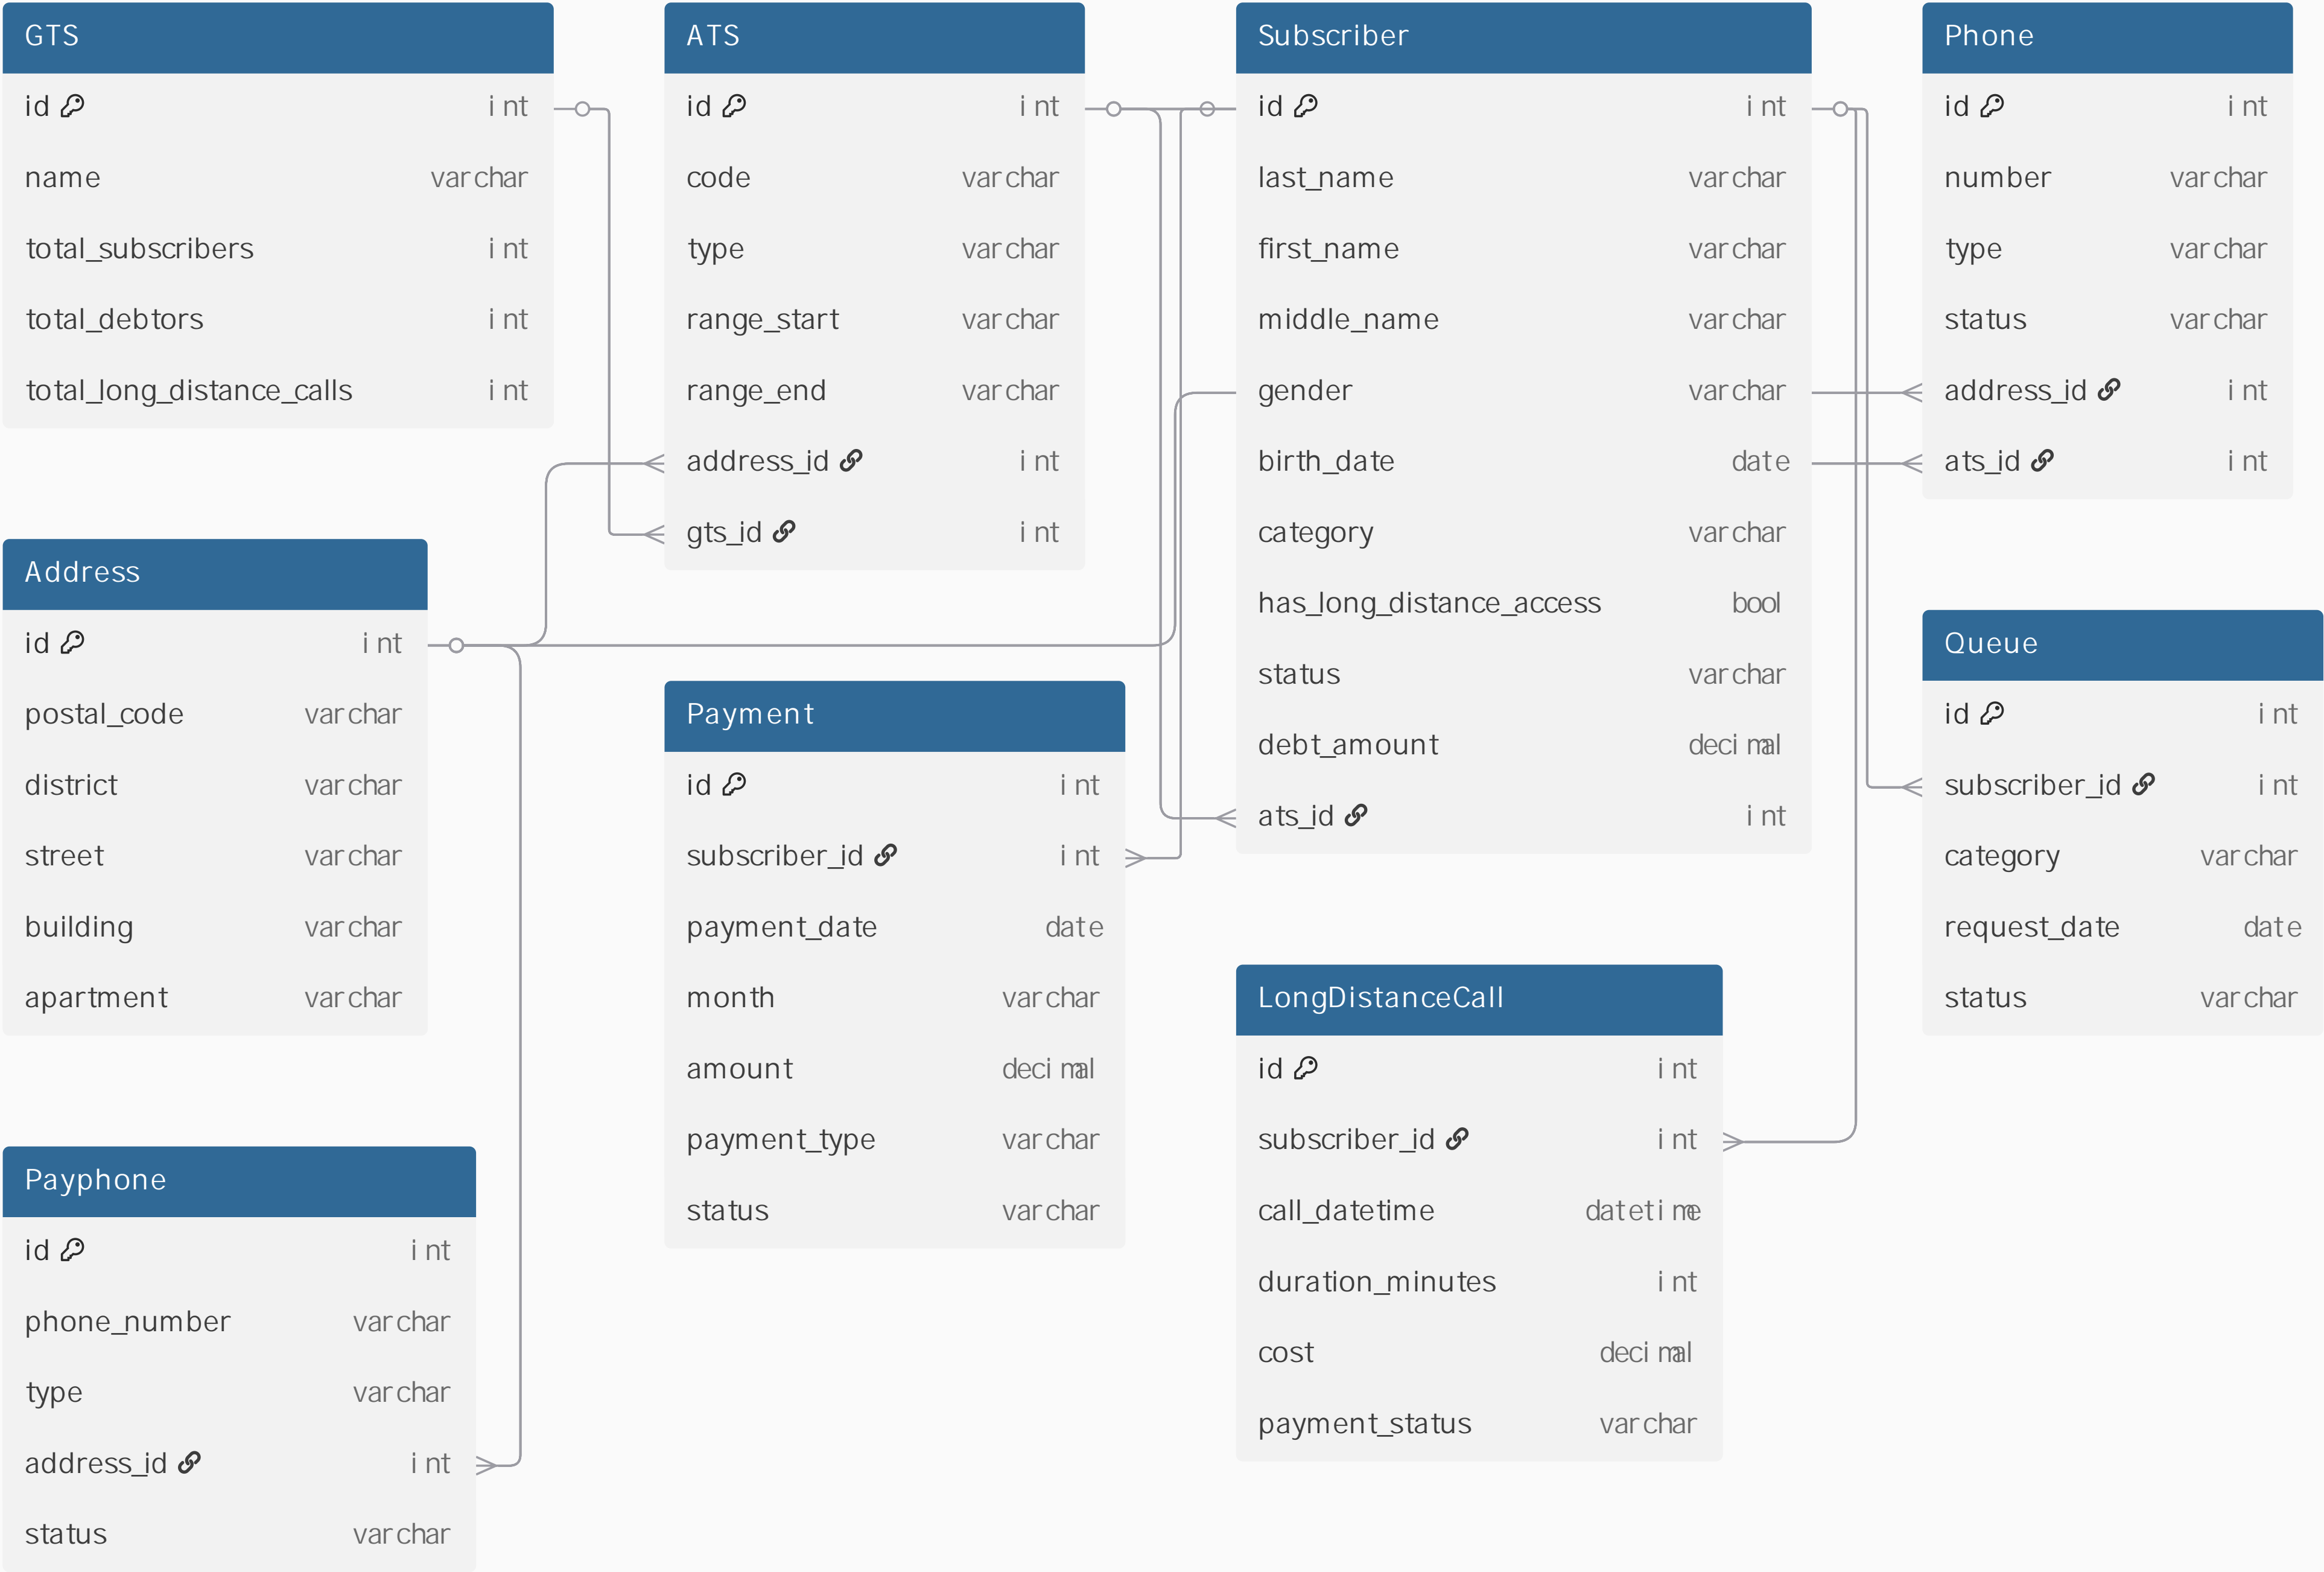 GTS
id int
name varchar
total_subscribers int
total_debtors int
total_long_distance_calls int
ATS
id int
code varchar
type varchar
range_start varchar
range_end varchar
address_id int
gts_id int
Subscriber
id int
last_name varchar
first_name varchar
middle_name varchar
gender varchar
birth_date date
category varchar
has_long_distance_access bool
status varchar
debt_amount decimal
ats_id int
Phone
id int
number varchar
type varchar
status varchar
address_id int
ats_id int
Address
id int
postal_code varchar
district varchar
street varchar
building varchar
apartment varchar
Payment
id int
subscriber_id int
payment_date date
month varchar
amount decimal
payment_type varchar
status varchar
Queue
id int
subscriber_id int
category varchar
request_date date
status varchar
LongDistanceCall
id int
subscriber_id int
call_datetime datetime
duration_minutes int
cost decimal
payment_status varchar
Payphone
id int
phone_number varchar
type varchar
address_id int
status varchar